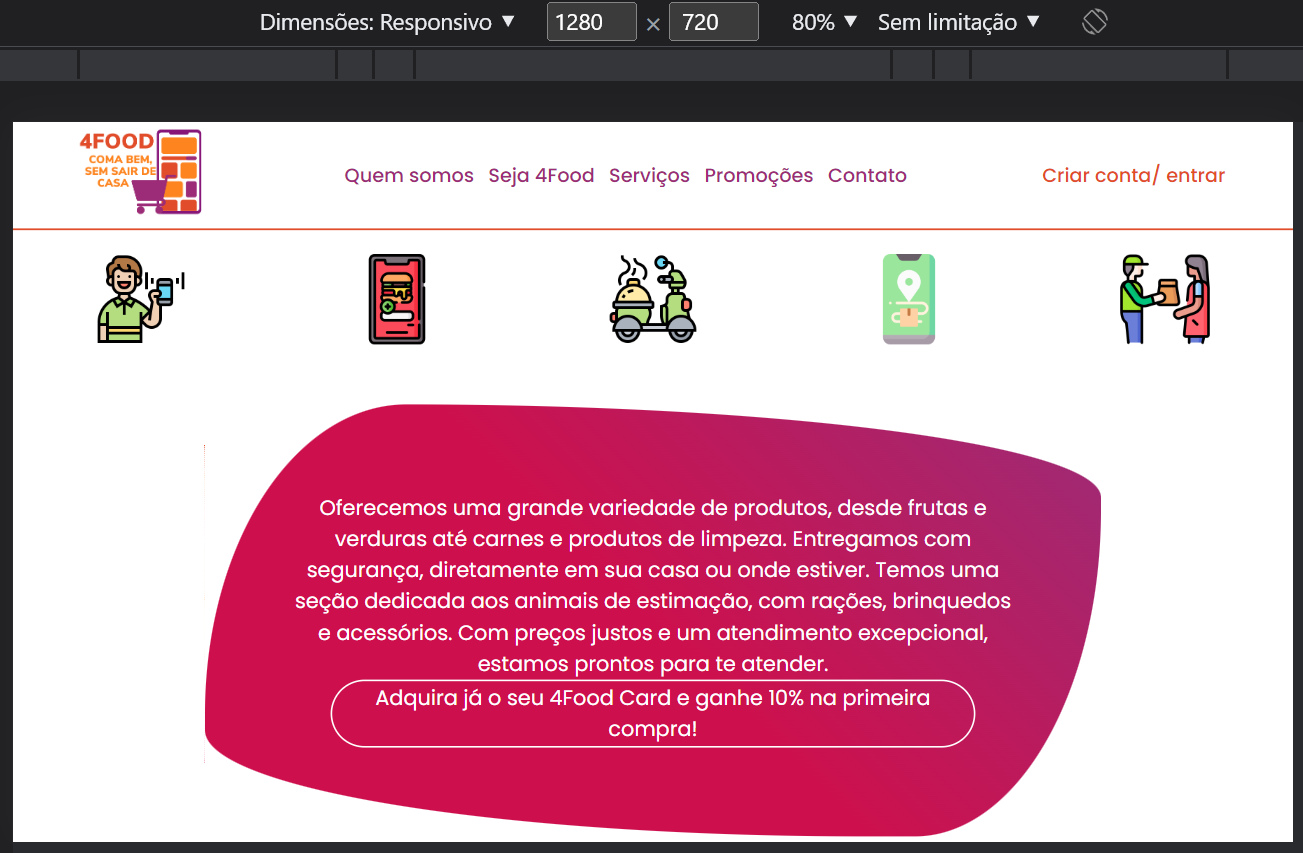 Dimensões: Responsivo ▼ 1280 × 720 80% ▼ Sem limitação ▼
4FOOD
COMA BEM,
SEM SAIR DE
CASA
Quem somos Seja 4Food Serviços Promoções Contato Criar conta/ entrar
Oferecemos uma grande variedade de produtos, desde frutas e
verduras até carnes e produtos de limpeza. Entregamos com
segurança, diretamente em sua casa ou onde estiver. Temos uma
seção dedicada aos animais de estimação, com rações, brinquedos
e acessórios. Com preços justos e um atendimento excepcional,
estamos prontos para te atender.
Adquira já o seu 4Food Card e ganhe 10% na primeira
compra!